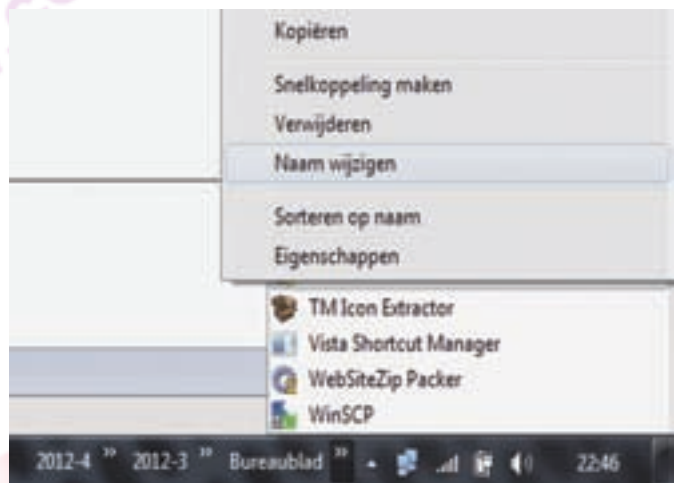 Kopiëren
Snelkoppeling maken
Verwijderen
Naam wijzigen
Sorteren op naam
Eigenschappen
TM Icon Extractor
Vista Shortcut Manager
WebSiteZip Packer
WinSCP
2012-4 » 2012-3 » Bureaublad » 22:46